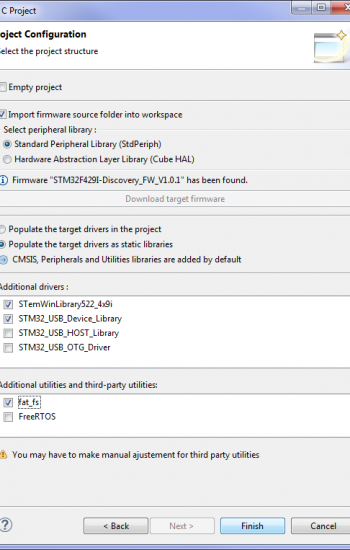 C Project
roject Configuration
Select the project structure
Empty project
Import firmware source folder into workspace
Select peripheral library :
Standard Peripheral Library (StdPeriph)
Hardware Abstraction Layer Library (Cube HAL)
Firmware "STM32F429I-Discovery_FW_V1.0.1" has been found.
Download target firmware
Populate the target drivers in the project
Populate the target drivers as static libraries
CMSIS, Peripherals and Utilities libraries are added by default
Additional drivers :
STemWinLibrary522_4x9i
STM32_USB_Device_Library
STM32_USB_HOST_Library
STM32_USB_OTG_Driver
Additional utilities and third-party utilities:
fat_fs
FreeRTOS
You may have to make manual ajustement for third party utilities
? < Back Next > Finish Cancel